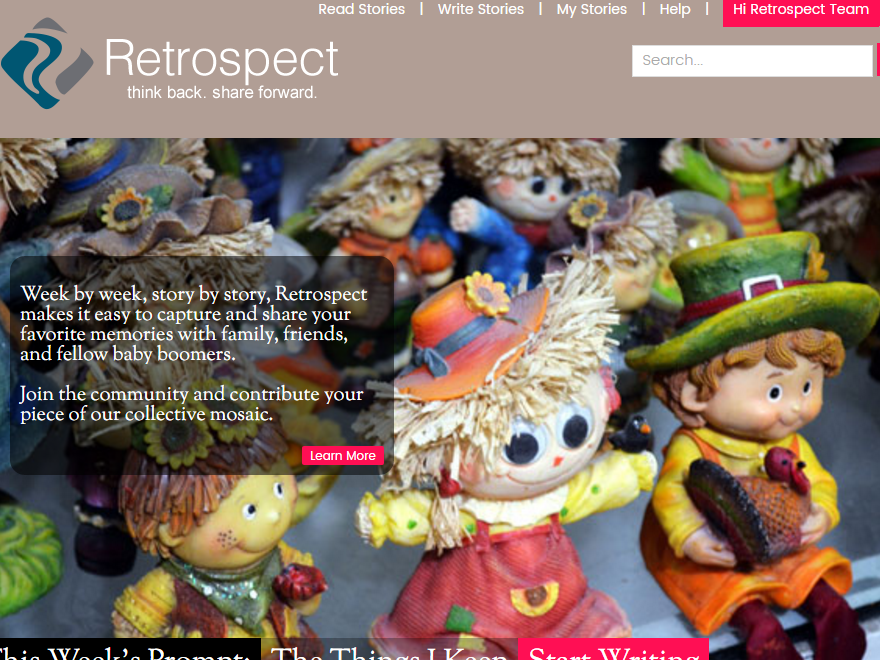 Read Stories | Write Stories | My Stories | Help | Hi Retrospect Team
Retrospect
think back. share forward.
Search...
Week by week, story by story, Retrospect
makes it easy to capture and share your
favorite memories with family, friends,
and fellow baby boomers.
Join the community and contribute your
piece of our collective mosaic.
Learn More
This Week's Prompt: The Things I Keep Start Writing